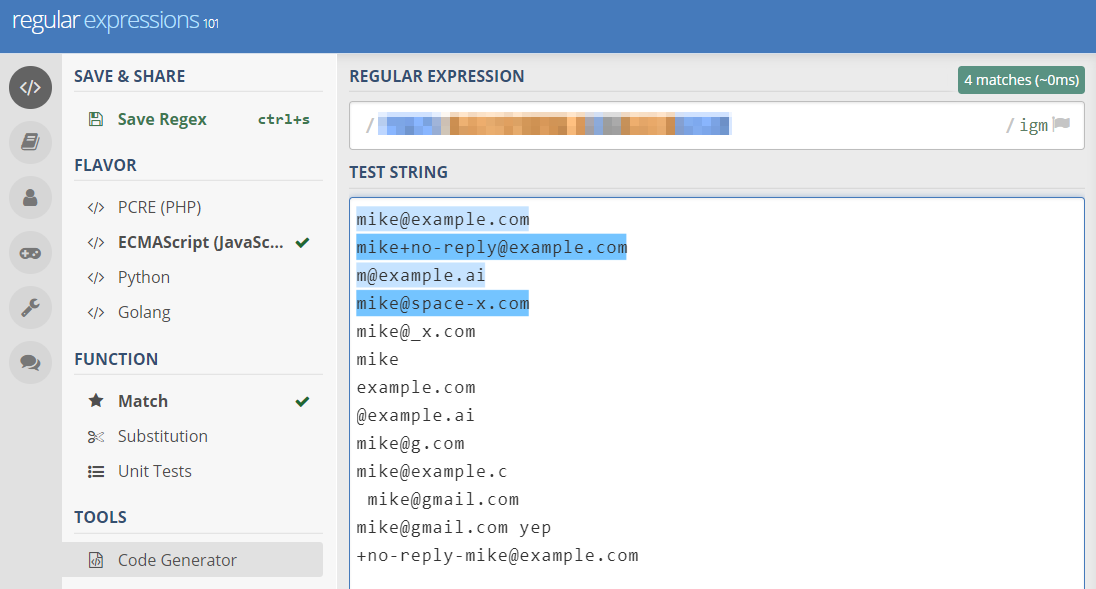 regular expressions 101
SAVE & SHARE
Save Regex ctrl+s
FLAVOR
</> PCRE (PHP)
</> ECMAScript (JavaSc...
</> Python
</> Golang
FUNCTION
Match
Substitution
Unit Tests
TOOLS
Code Generator
REGULAR EXPRESSION
4 matches (~0ms)
/ / igm
TEST STRING
mike@example.com
mike+no-reply@example.com
m@example.ai
mike@space-x.com
mike@_x.com
mike
example.com
@example.ai
mike@g.com
mike@example.c
mike@gmail.com
mike@gmail.com yep
+no-reply-mike@example.com